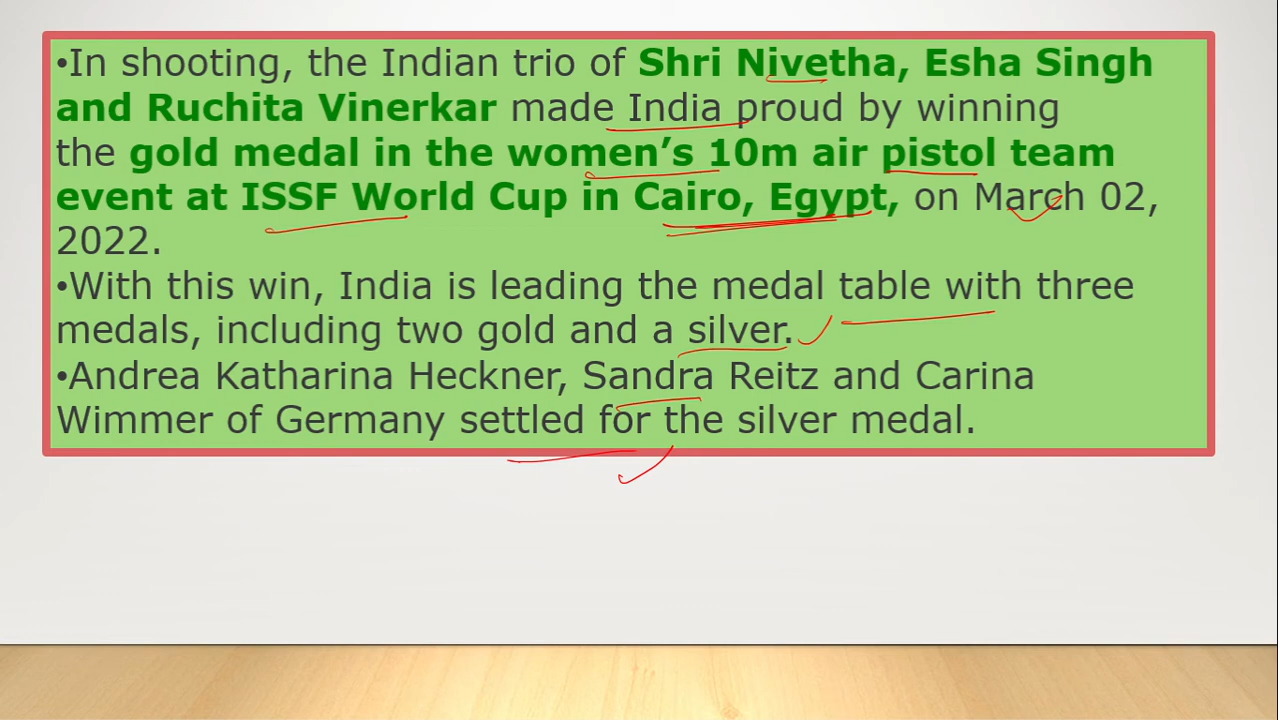 •In shooting, the Indian trio of Shri Nivetha, Esha Singh
and Ruchita Vinerkar made India proud by winning
the gold medal in the women’s 10m air pistol team
event at ISSF World Cup in Cairo, Egypt, on March 02,
2022.
•With this win, India is leading the medal table with three
medals, including two gold and a silver.
•Andrea Katharina Heckner, Sandra Reitz and Carina
Wimmer of Germany settled for the silver medal.